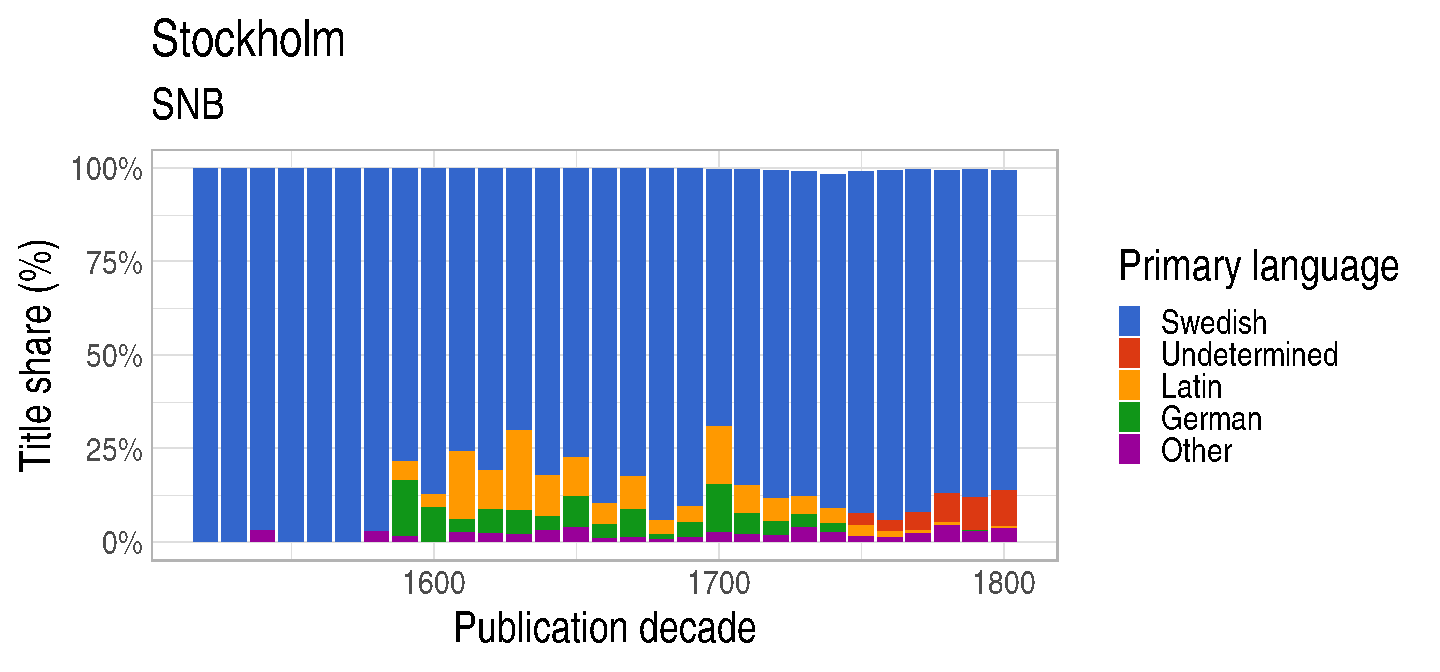 Stockholm
SNB
Title share (%)
100%
75%
50%
25%
0%
1600 1700 1800
Publication decade
Primary language
Swedish
Undetermined
Latin
German
Other